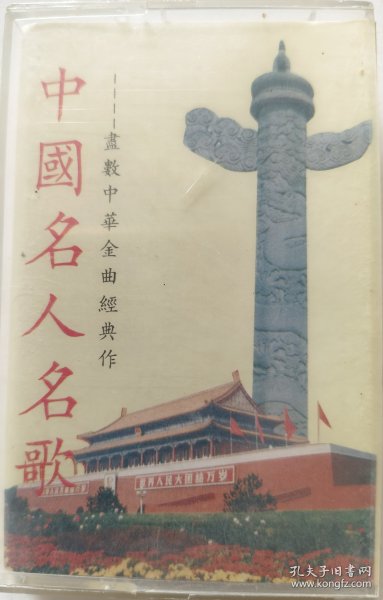 中國名人名歌
————盡數中華金曲經典作
世界人民大团结万岁
孔夫子旧书网